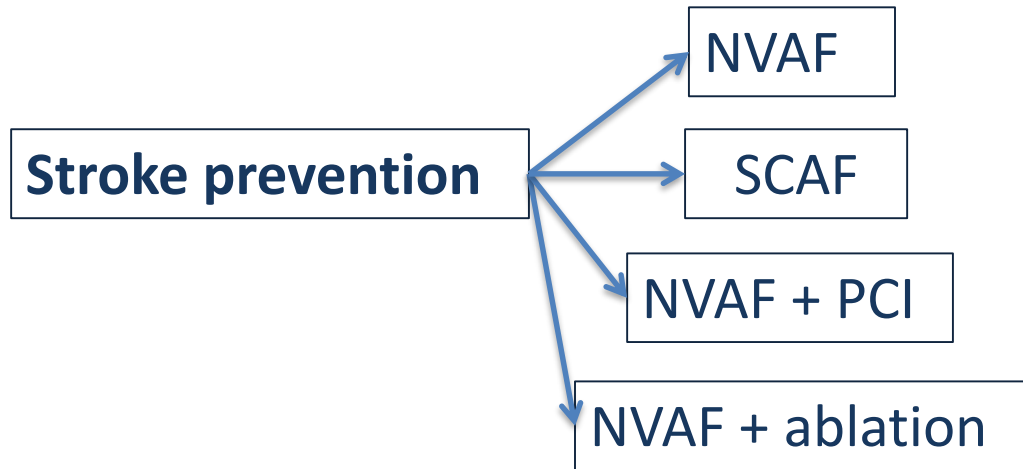 NVAF
Stroke prevention
SCAF
NVAF + PCI
NVAF + ablation